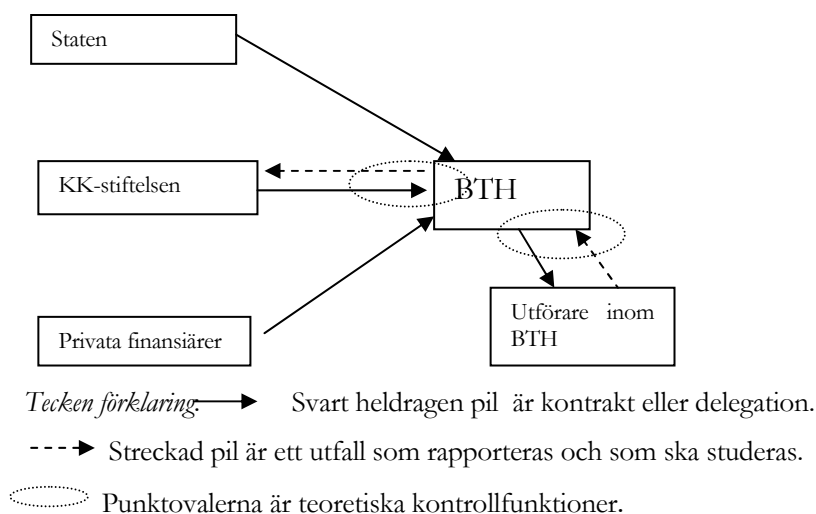 Staten
KK-stiftelsen
BTH
Utförare inom
BTH
Privata finansiärer
Tecken förklaring: Svart heldragen pil är kontrakt eller delegation.
Streckad pil är ett utfall som rapporteras och som ska studeras.
Punktovalerna är teoretiska kontrollfunktioner.